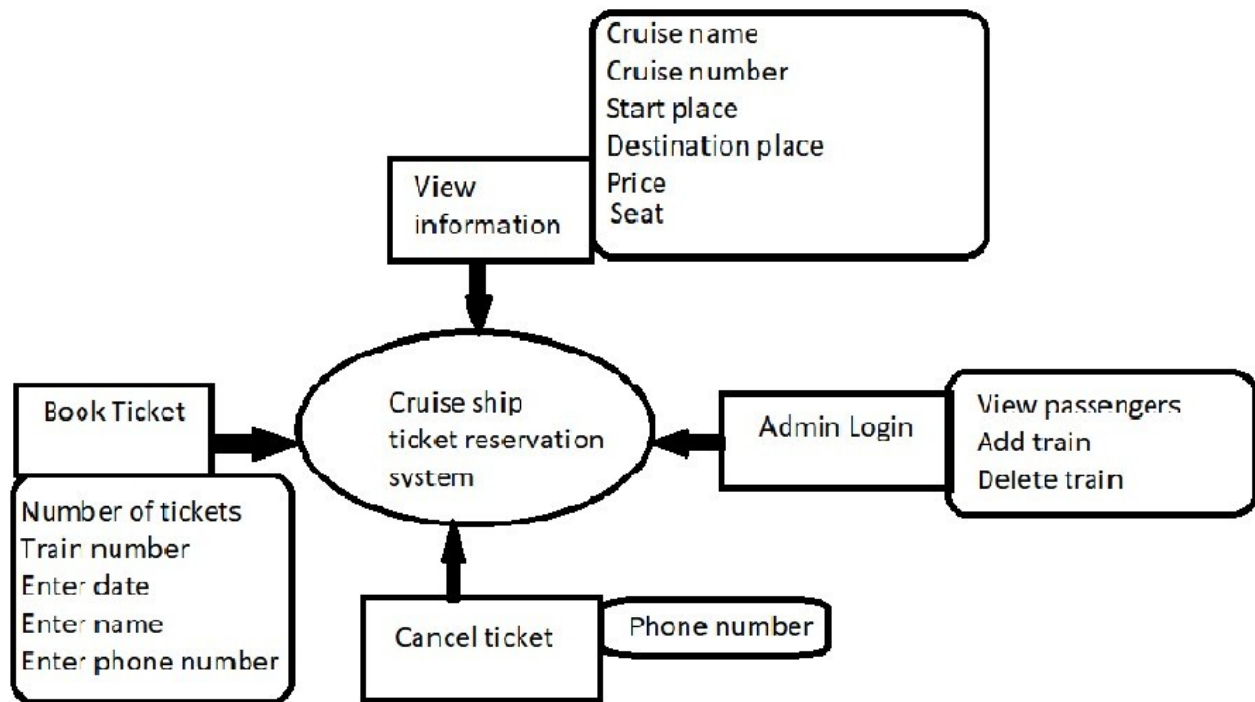 Cruise name
Cruise number
Start place
Destination place
Price
Seat
View
information
Book Ticket
Number of tickets
Train number
Enter date
Enter name
Enter phone number
Cruise ship
ticket reservation
system
Admin Login
View passengers
Add train
Delete train
Cancel ticket
Phone number